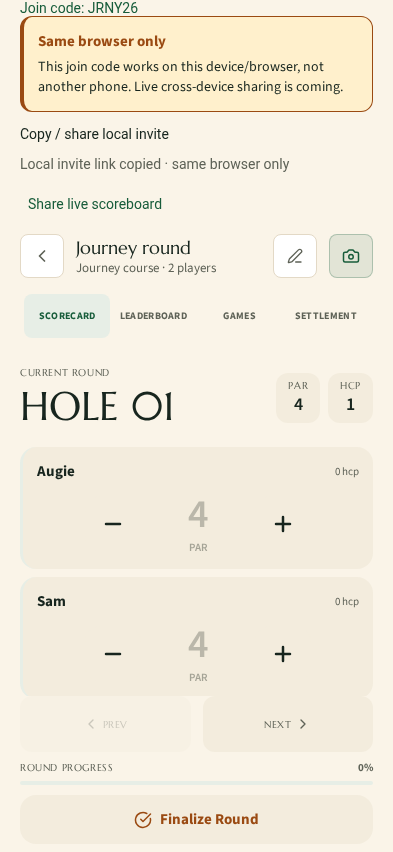 Join code: JRNY26
Same browser only
This join code works on this device/browser, not
another phone. Live cross-device sharing is coming.
Copy / share local invite
Local invite link copied · same browser only
Share live scoreboard
Journey round
Journey course · 2 players
SCORECARD LEADERBOARD GAMES SETTLEMENT
CURRENT ROUND
HOLE 01
PAR
4
HCP
1
Augie
0 hcp
− 4 +
PAR
Sam
0 hcp
− 4 +
PAR
PREV
NEXT
ROUND PROGRESS 0%
Finalize Round